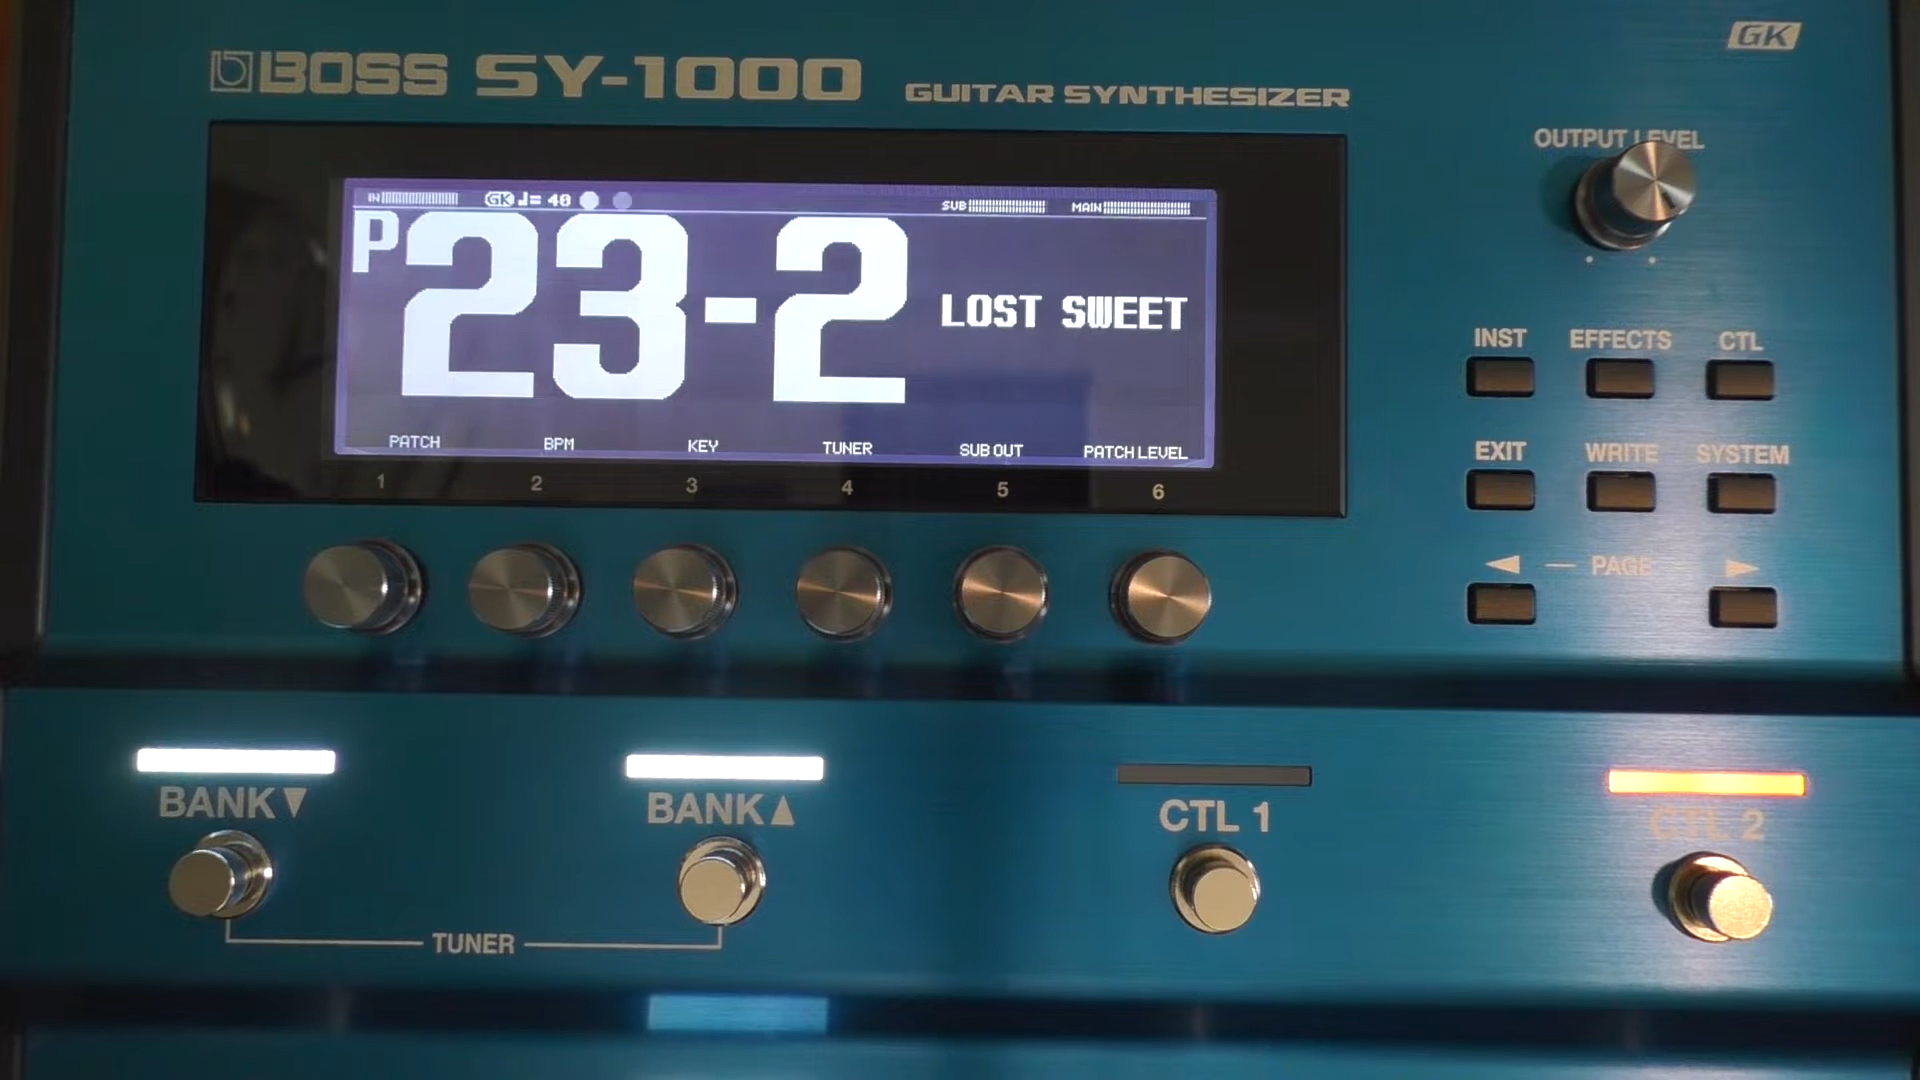 GK
BOSS SY-1000 GUITAR SYNTHESIZER
OUTPUT LEVEL
IN GK ♩= 40 SUB MAIN
P23-2 LOST SWEET
PATCH BPM KEY TUNER SUB OUT PATCH LEVEL
1 2 3 4 5 6
INST EFFECTS CTL
EXIT WRITE SYSTEM
◀ — PAGE — ▶
BANK▼ BANK▲ CTL 1 CTL 2
TUNER